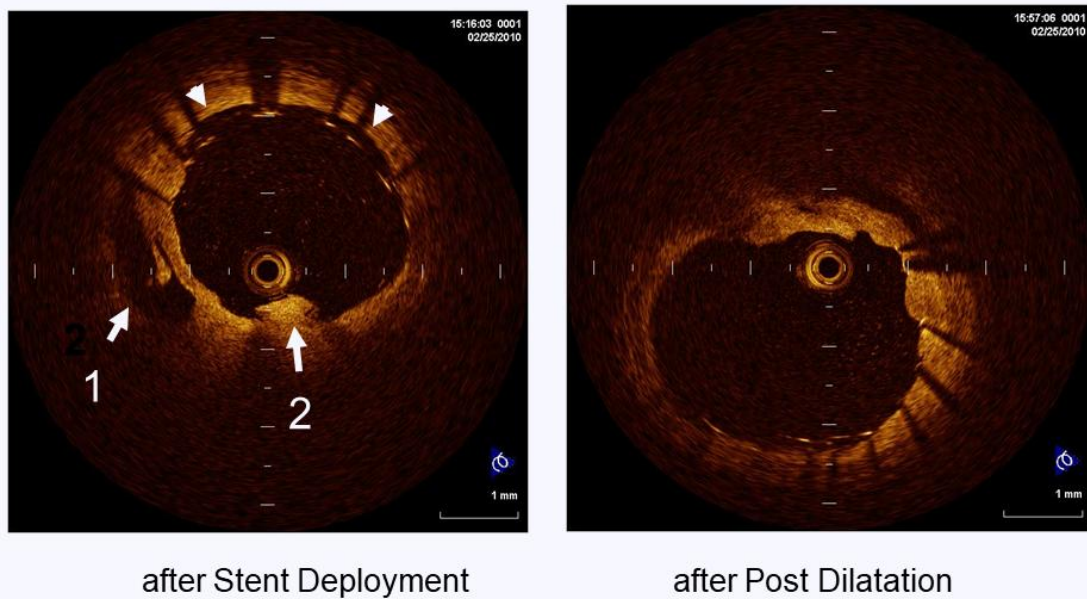 15:16:03 0001
02/25/2010
2
1
2
1 mm
15:57:06 0001
02/25/2010
1 mm
after Stent Deployment
after Post Dilatation